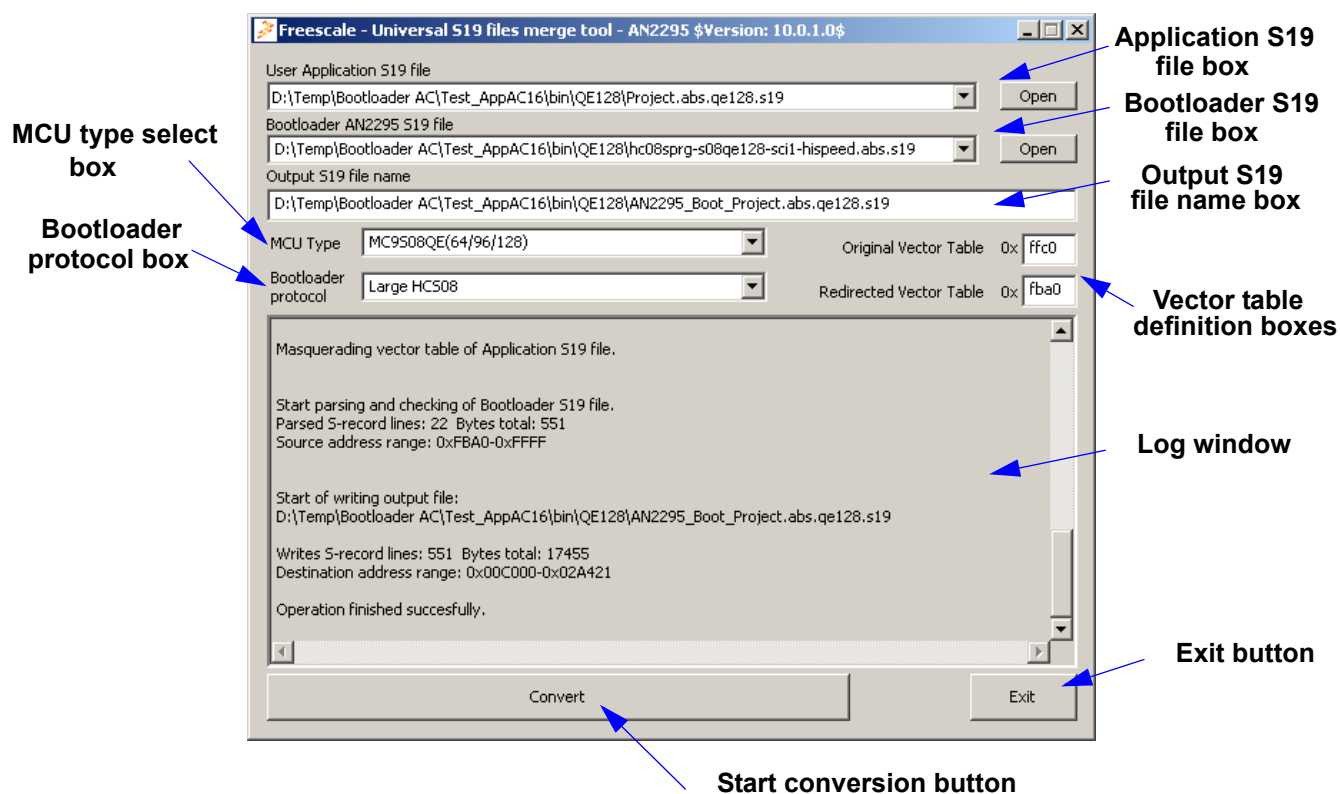 Freescale - Universal S19 files merge tool - AN2295 $Version: 10.0.1.0$
Application S19
file box
User Application S19 file
D:\Temp\Bootloader AC\Test_AppAC16\bin\QE128\Project.abs.qe128.s19
Open
Bootloader S19
file box
Bootloader AN2295 S19 file
D:\Temp\Bootloader AC\Test_AppAC16\bin\QE128\hc08sprg-s08qe128-sci1-hispeed.abs.s19
Open
MCU type select
box
Output S19 file name
D:\Temp\Bootloader AC\Test_AppAC16\bin\QE128\AN2295_Boot_Project.abs.qe128.s19
Output S19
file name box
Bootloader
protocol box
MCU Type
MC9S08QE(64/96/128)
Original Vector Table 0x ffc0
Bootloader
protocol
Large HCS08
Redirected Vector Table 0x fba0
Vector table
definition boxes
Masquerading vector table of Application S19 file.
Start parsing and checking of Bootloader S19 file.
Parsed S-record lines: 22 Bytes total: 551
Source address range: 0xFBA0-0xFFFF
Log window
Start of writing output file:
D:\Temp\Bootloader AC\Test_AppAC16\bin\QE128\AN2295_Boot_Project.abs.qe128.s19
Writes S-record lines: 551 Bytes total: 17455
Destination address range: 0x00C000-0x02A421
Operation finished succesfully.
Exit button
Convert
Exit
Start conversion button